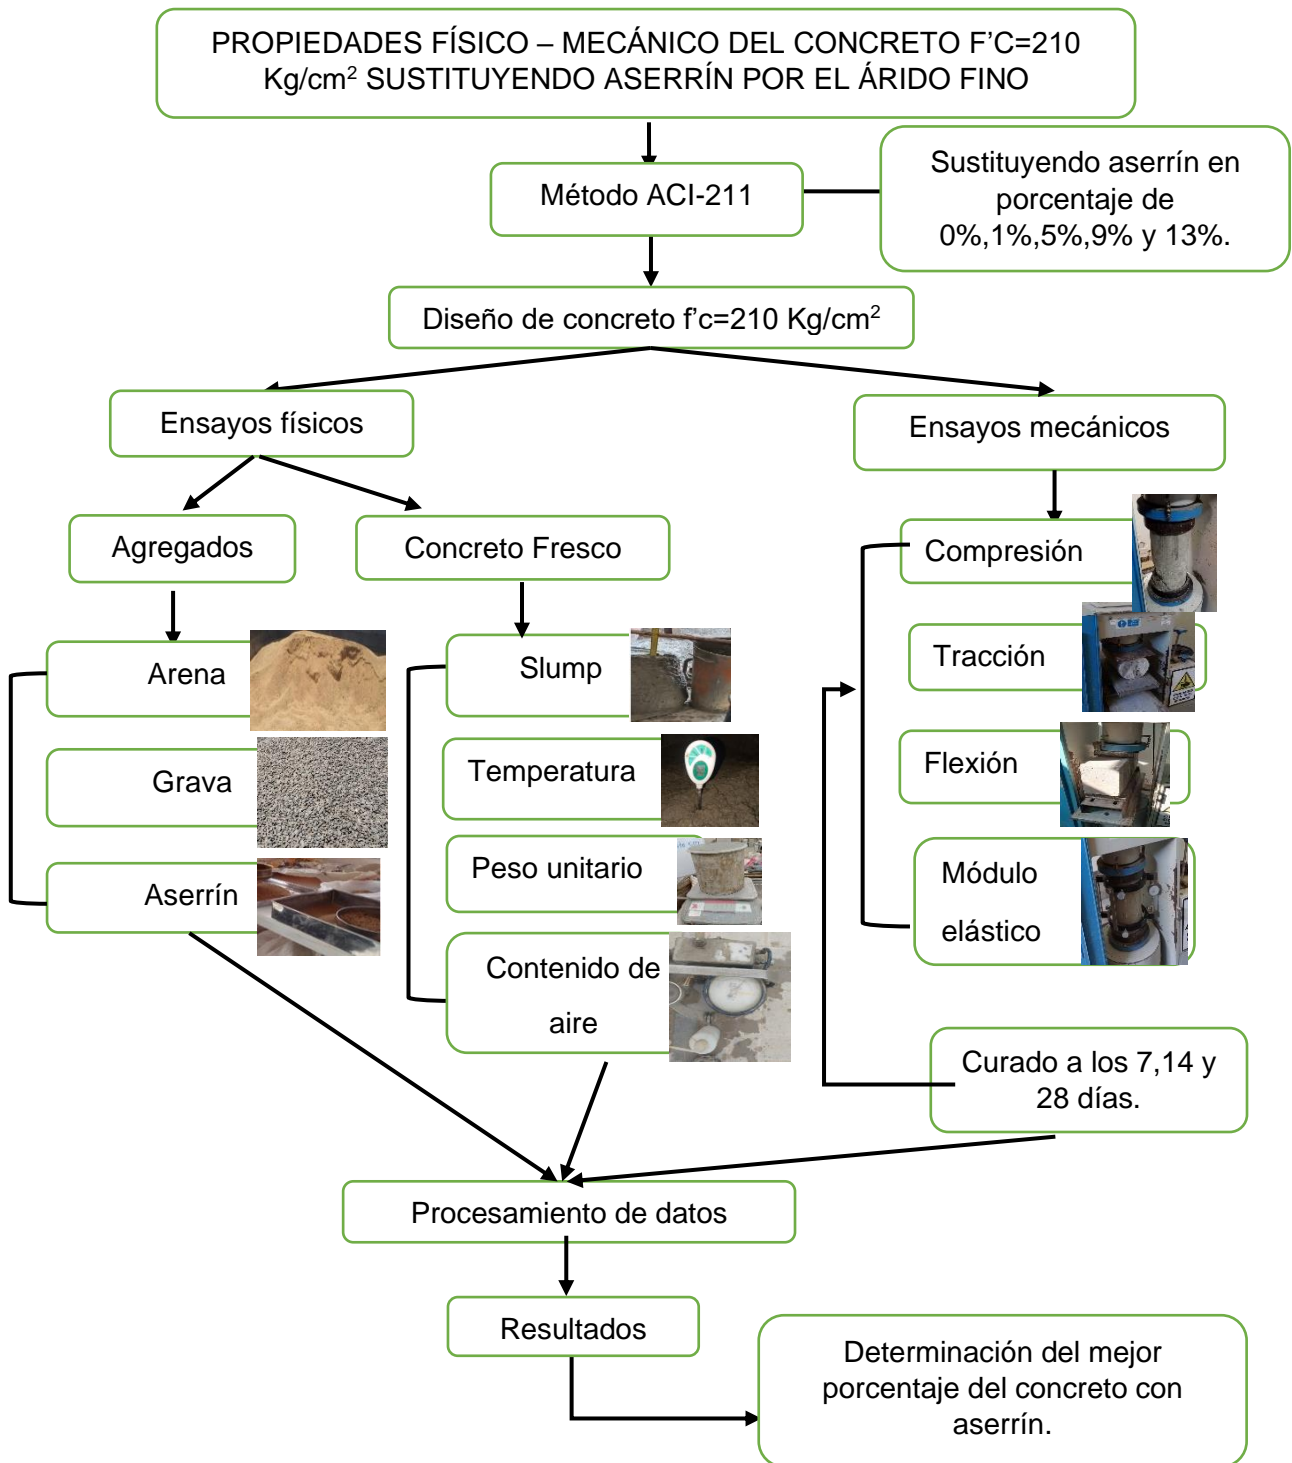 PROPIEDADES FÍSICO – MECÁNICO DEL CONCRETO F’C=210
Kg/cm² SUSTITUYENDO ASERRÍN POR EL ÁRIDO FINO
Método ACI-211
Sustituyendo aserrín en
porcentaje de
0%,1%,5%,9% y 13%.
Diseño de concreto f’c=210 Kg/cm²
Ensayos físicos
Ensayos mecánicos
Agregados
Concreto Fresco
Compresión
Arena
Slump
Tracción
Grava
Temperatura
Flexión
Aserrín
Peso unitario
Módulo
elástico
Contenido de
aire
Curado a los 7,14 y
28 días.
Procesamiento de datos
Resultados
Determinación del mejor
porcentaje del concreto con
aserrín.